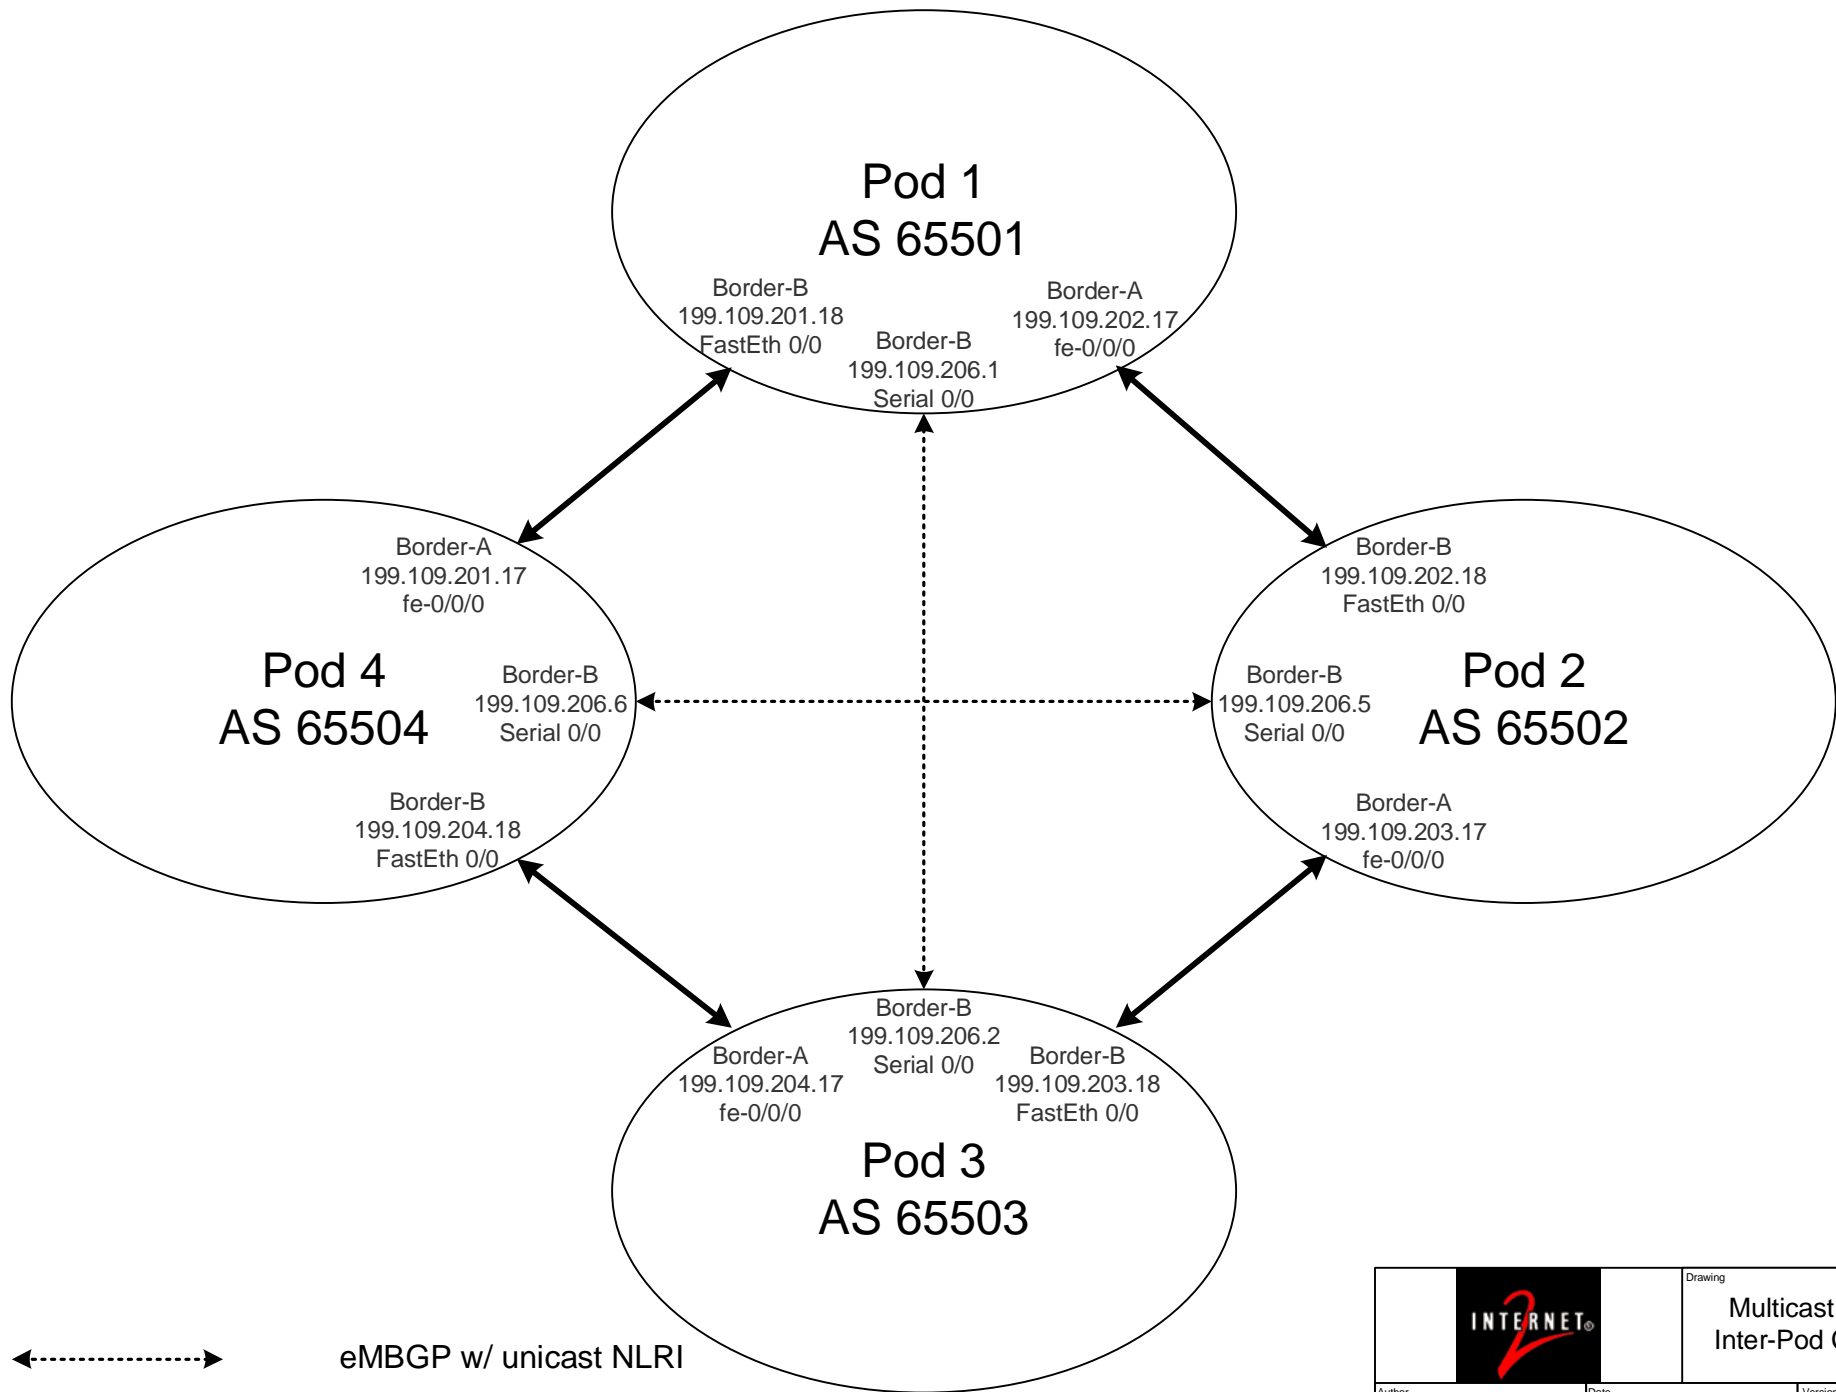 Pod 1
AS 65501
Border-B
199.109.201.18
FastEth 0/0
Border-B
199.109.206.1
Serial 0/0
Border-A
199.109.202.17
fe-0/0/0
Border-A
199.109.201.17
fe-0/0/0
Pod 4
AS 65504
Border-B
199.109.206.6
Serial 0/0
Border-B
199.109.204.18
FastEth 0/0
Border-B
199.109.202.18
FastEth 0/0
Border-B
199.109.206.5
Serial 0/0
Pod 2
AS 65502
Border-A
199.109.203.17
fe-0/0/0
Border-A
199.109.204.17
fe-0/0/0
Border-B
199.109.206.2
Serial 0/0
Border-B
199.109.203.18
FastEth 0/0
Pod 3
AS 65503
eMBGP w/ unicast NLRI
INTERNET 2 ®
Drawing
Multicast
Inter-Pod
Author
Date
Version